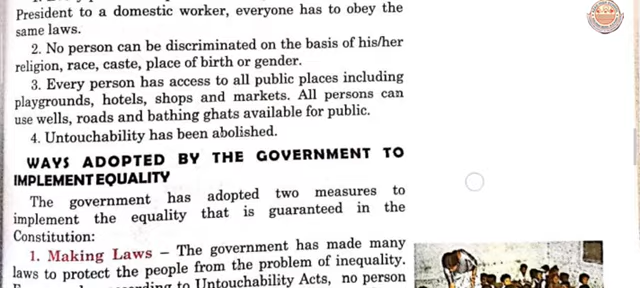 President to a domestic worker, everyone has to obey the
same laws.
2. No person can be discriminated on the basis of his/her
religion, race, caste, place of birth or gender.
3. Every person has access to all public places including
playgrounds, hotels, shops and markets. All persons can
use wells, roads and bathing ghats available for public.
4. Untouchability has been abolished.
WAYS ADOPTED BY THE GOVERNMENT TO
IMPLEMENT EQUALITY
The government has adopted two measures to
implement the equality that is guaranteed in the
Constitution:
1. Making Laws – The government has made many
laws to protect the people from the problem of inequality.
to Untouchability Acts, no person